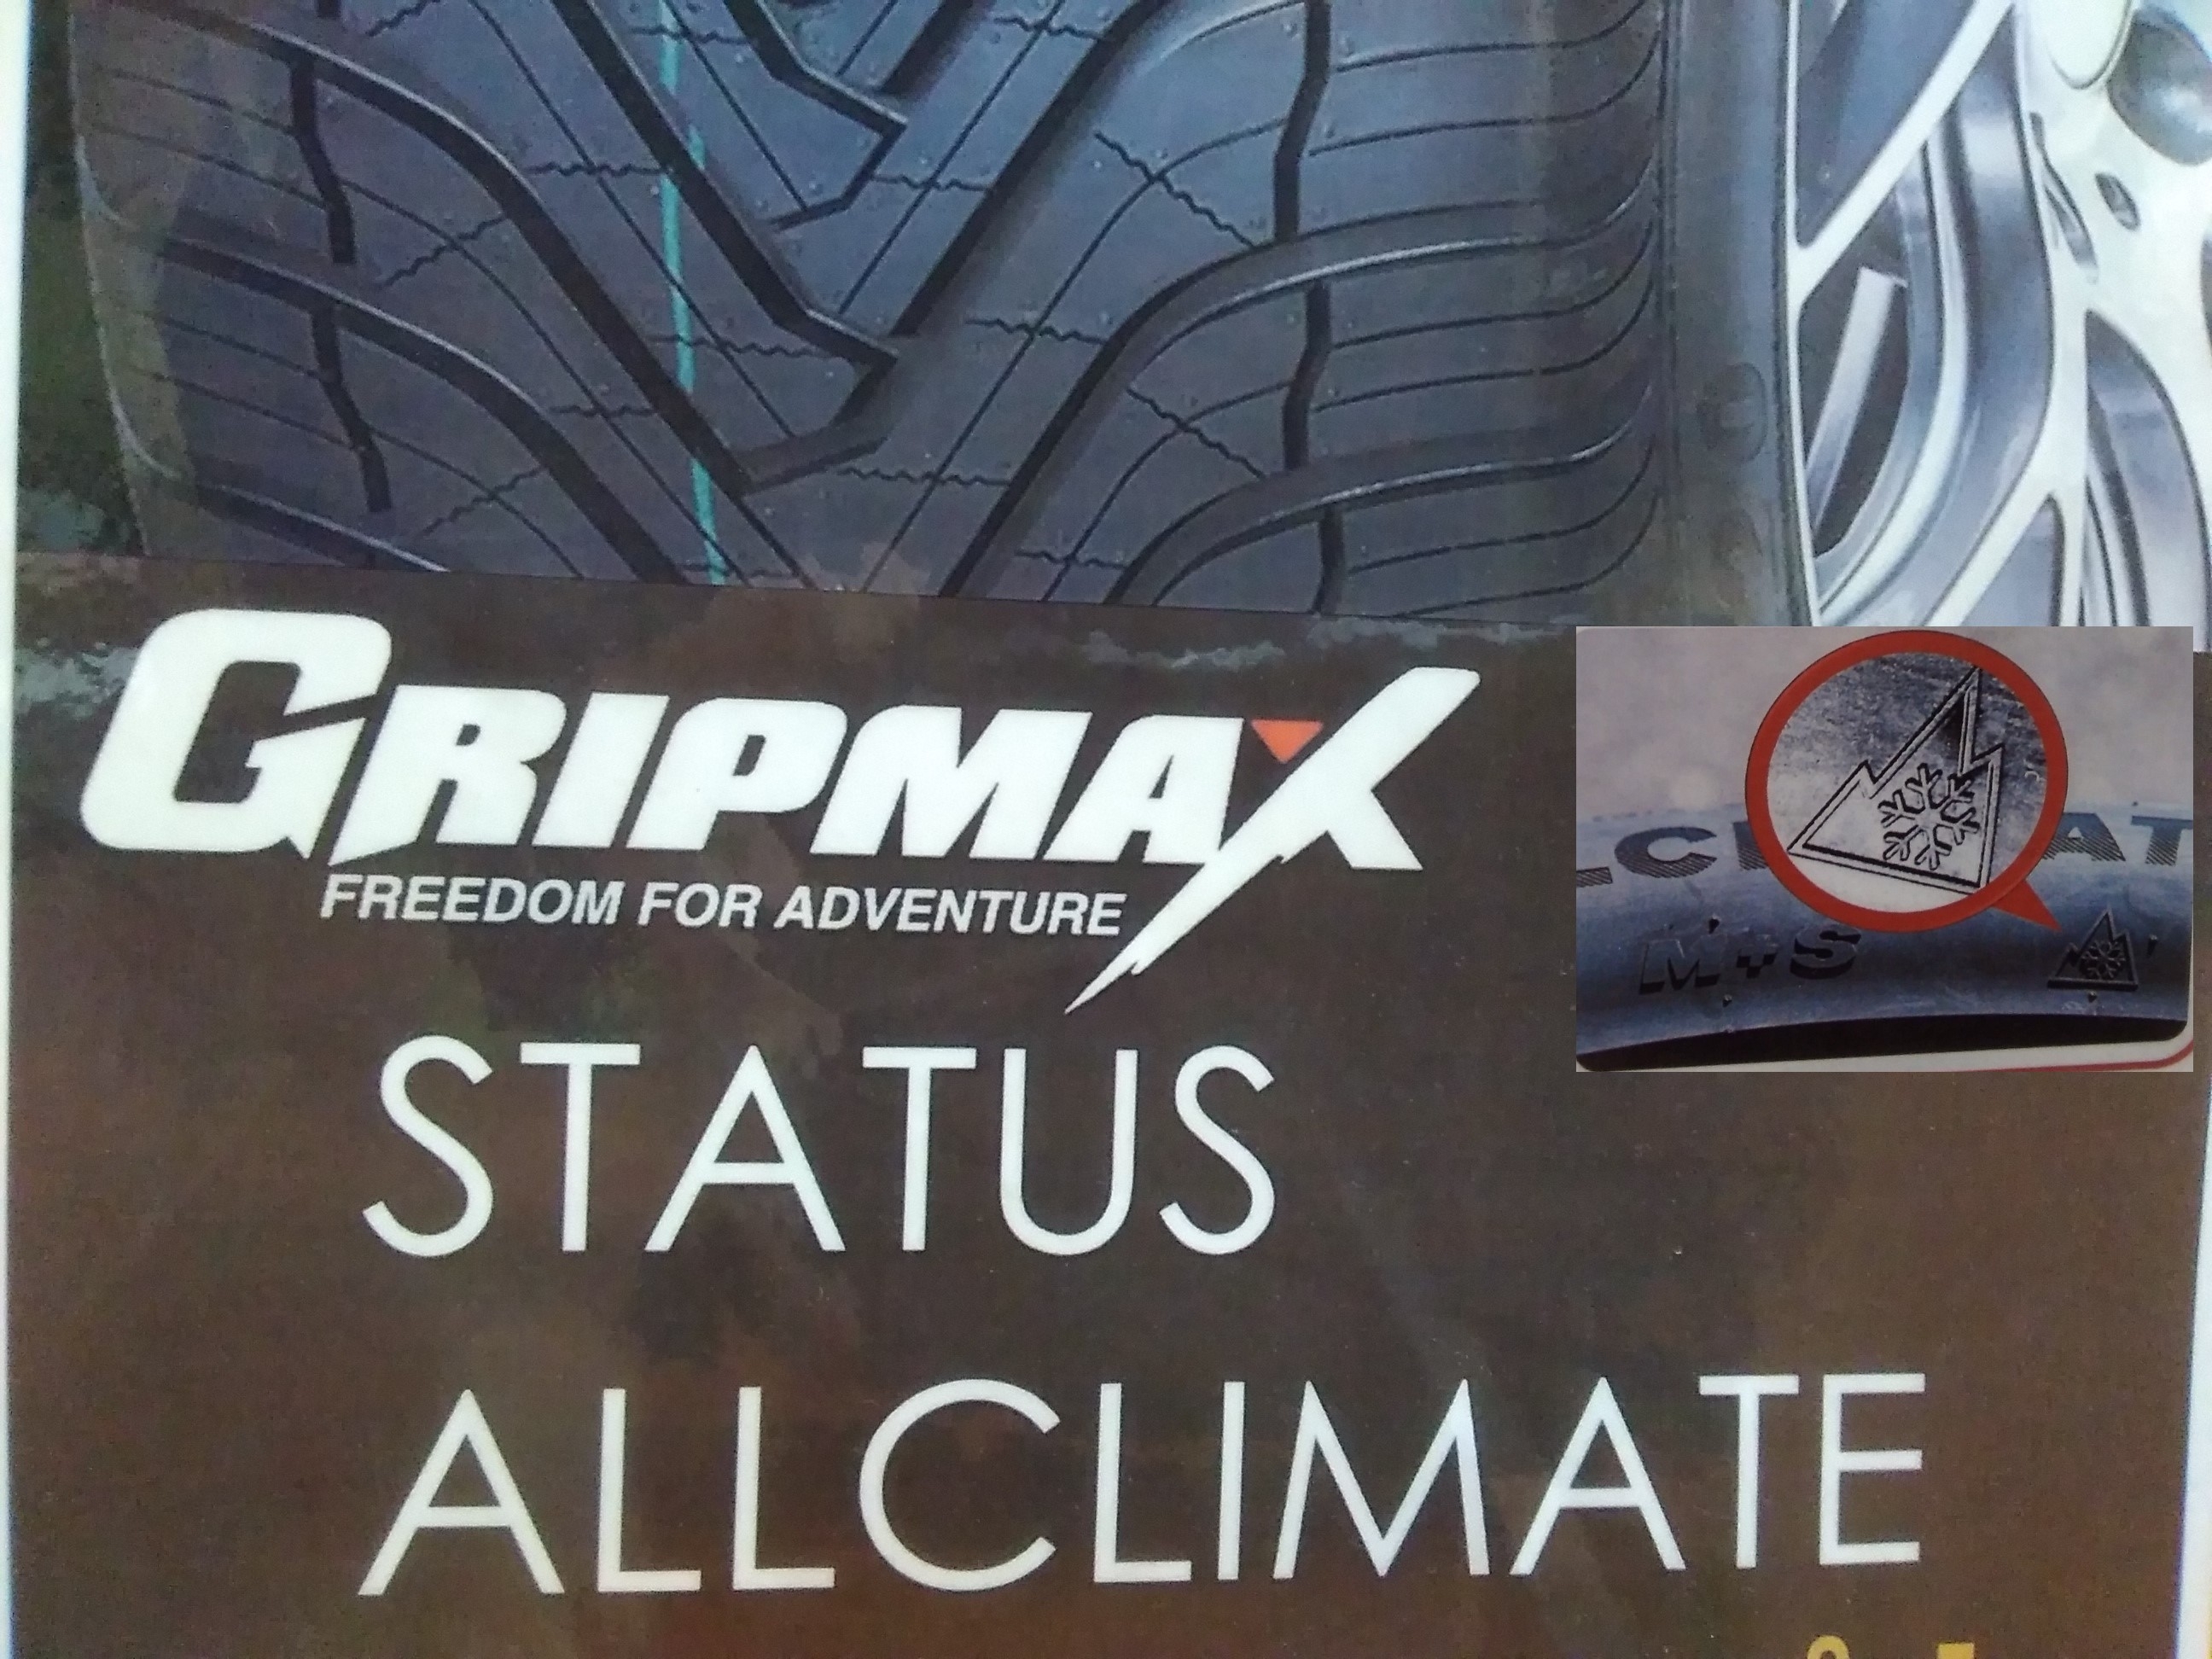 GRIPMAX
FREEDOM FOR ADVENTURE
STATUS
ALLCLIMATE
M+S